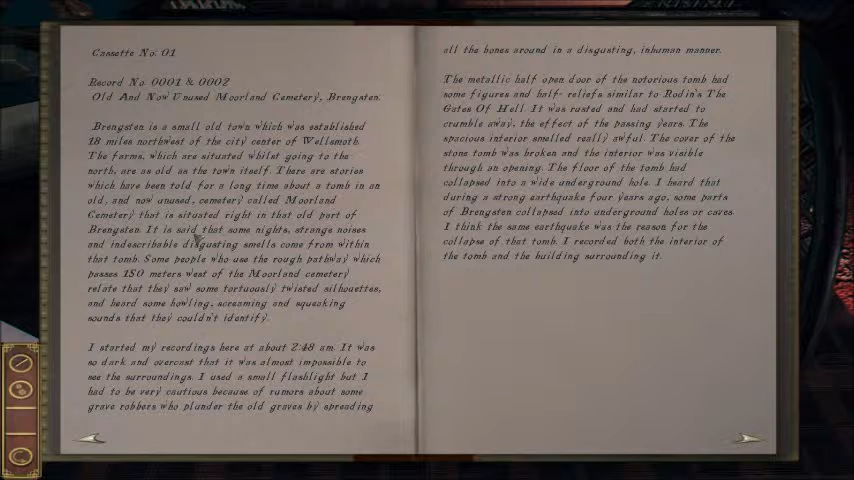 Cassette No: 01
Record No: 0001 & 0002
Old And Now Unused Moorland Cemetery, Brengsten.
Brengsten is a small old town which was established
18 miles northwest of the city center of Wellsmoth.
The farms, which are situated whilst going to the
north, are as old as the town itself. There are stories
which have been told for a long time about a tomb in an
old, and now unused, cemetery called Moorland
Cemetery that is situated right in that old part of
Brengsten. It is said that some nights, strange noises
and indescribable disgusting smells come from within
that tomb. Some people who use the rough pathway which
passes 150 meters west of the Moorland cemetery
relate that they saw some tortuously twisted silhouettes,
and heard some howling, screaming and squeaking
sounds that they couldn't identify.
I started my recordings here at about 2:48 am. It was
so dark and overcast that it was almost impossible to
see the surroundings. I used a small flashlight but I
had to be very cautious because of rumors about some
grave robbers who plunder the old graves by spreading
all the bones around in a disgusting, inhuman manner.
The metallic half open door of the notorious tomb had
some figures and half- reliefs similar to Rodin's The
Gates Of Hell. It was rusted and had started to
crumble away, the effect of the passing years. The
spacious interior smelled really awful. The cover of the
stone tomb was broken and the interior was visible
through an opening. The floor of the tomb had
collapsed into a wide underground hole. I heard that
during a strong earthquake four years ago, some parts
of Brengsten collapsed into underground holes or caves
I think the same earthquake was the reason for the
collapse of that tomb. I recorded both the interior of
the tomb and the building surrounding it.